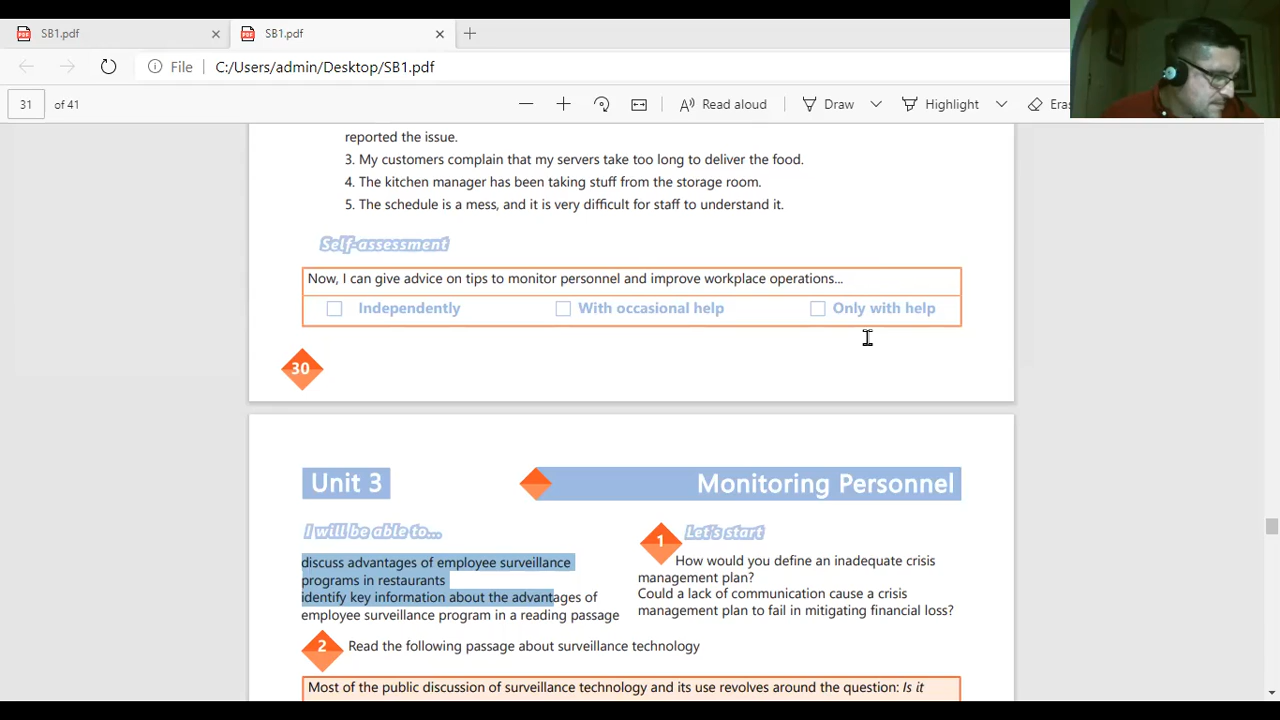 SB1.pdf
SB1.pdf
File C:/Users/admin/Desktop/SB1.pdf
31 of 41
Read aloud
Draw
Highlight
Eras
reported the issue.
3. My customers complain that my servers take too long to deliver the food.
4. The kitchen manager has been taking stuff from the storage room.
5. The schedule is a mess, and it is very difficult for staff to understand it.
Self-assessment
Now, I can give advice on tips to monitor personnel and improve workplace operations...
Independently With occasional help Only with help
30
Unit 3
Monitoring Personnel
I will be able to...
discuss advantages of employee surveillance
programs in restaurants
identify key information about the advantages of
employee surveillance program in a reading passage
1 Let's start
How would you define an inadequate crisis
management plan?
Could a lack of communication cause a crisis
management plan to fail in mitigating financial loss?
2 Read the following passage about surveillance technology
Most of the public discussion of surveillance technology and its use revolves around the question: Is it